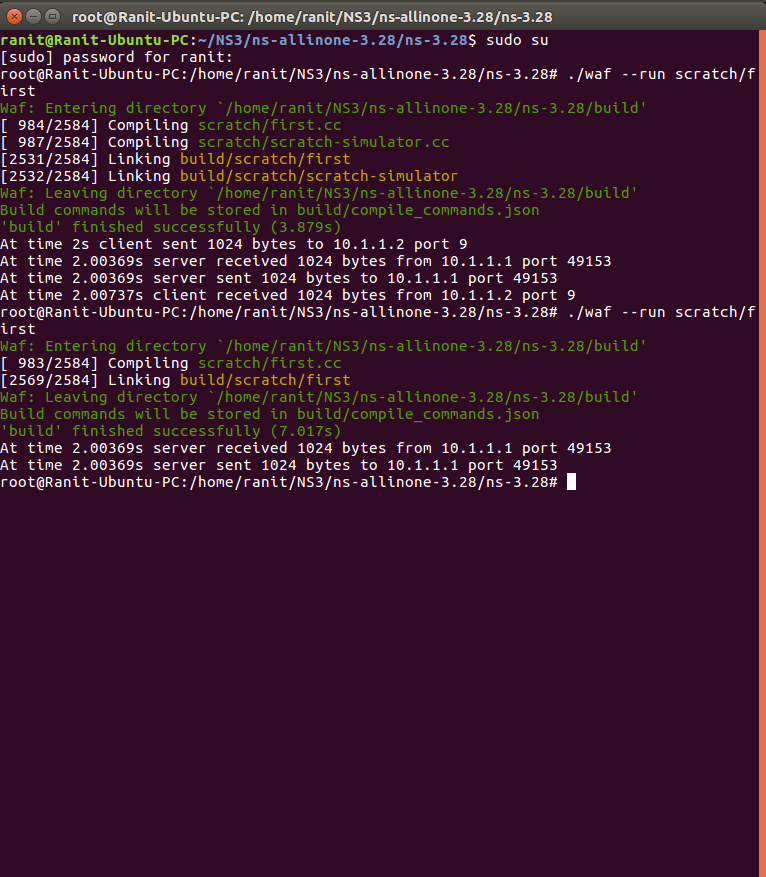 root@Ranit-Ubuntu-PC: /home/ranit/NS3/ns-allinone-3.28/ns-3.28
ranit@Ranit-Ubuntu-PC:~/NS3/ns-allinone-3.28/ns-3.28$ sudo su
[sudo] password for ranit:
root@Ranit-Ubuntu-PC:/home/ranit/NS3/ns-allinone-3.28/ns-3.28# ./waf --run scratch/f
irst
Waf: Entering directory `/home/ranit/NS3/ns-allinone-3.28/ns-3.28/build'
[ 984/2584] Compiling scratch/first.cc
[ 987/2584] Compiling scratch/scratch-simulator.cc
[2531/2584] Linking build/scratch/first
[2532/2584] Linking build/scratch/scratch-simulator
Waf: Leaving directory `/home/ranit/NS3/ns-allinone-3.28/ns-3.28/build'
Build commands will be stored in build/compile_commands.json
'build' finished successfully (3.879s)
At time 2s client sent 1024 bytes to 10.1.1.2 port 9
At time 2.00369s server received 1024 bytes from 10.1.1.1 port 49153
At time 2.00369s server sent 1024 bytes to 10.1.1.1 port 49153
At time 2.00737s client received 1024 bytes from 10.1.1.2 port 9
root@Ranit-Ubuntu-PC:/home/ranit/NS3/ns-allinone-3.28/ns-3.28# ./waf --run scratch/f
irst
Waf: Entering directory `/home/ranit/NS3/ns-allinone-3.28/ns-3.28/build'
[ 983/2584] Compiling scratch/first.cc
[2569/2584] Linking build/scratch/first
Waf: Leaving directory `/home/ranit/NS3/ns-allinone-3.28/ns-3.28/build'
Build commands will be stored in build/compile_commands.json
'build' finished successfully (7.017s)
At time 2.00369s server received 1024 bytes from 10.1.1.1 port 49153
At time 2.00369s server sent 1024 bytes to 10.1.1.1 port 49153
root@Ranit-Ubuntu-PC:/home/ranit/NS3/ns-allinone-3.28/ns-3.28#